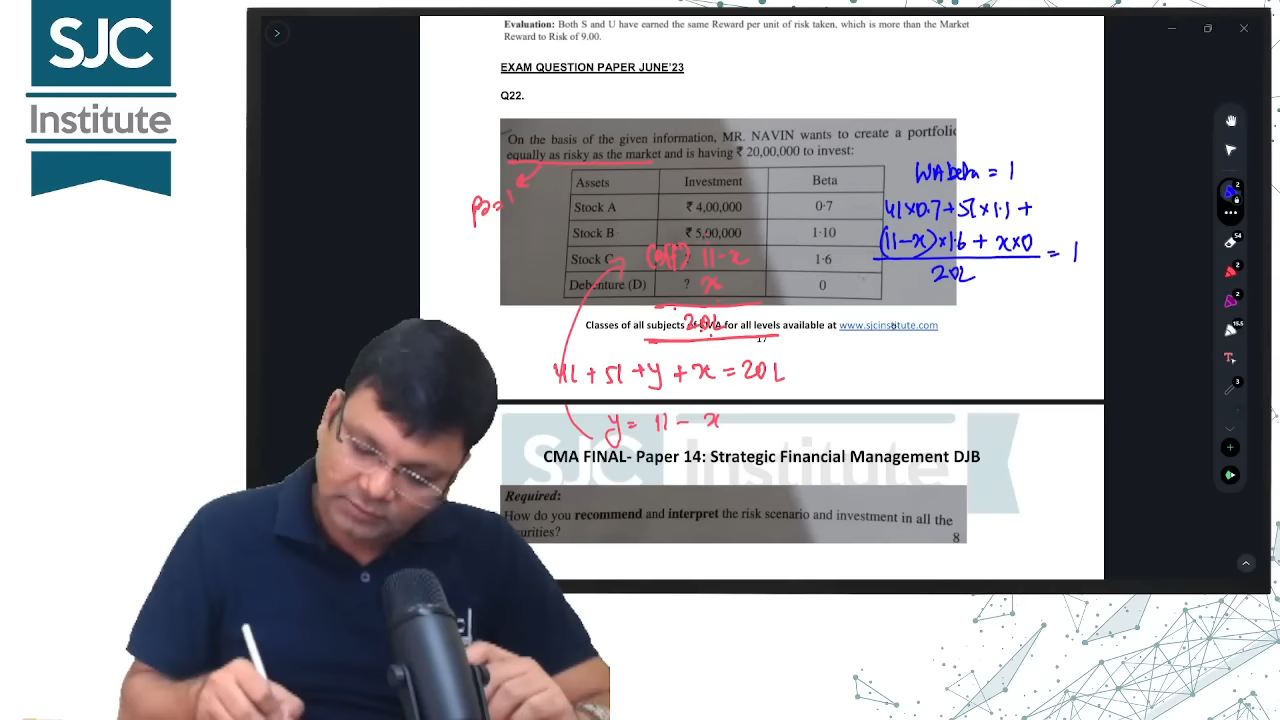 SJC
Institute
Evaluation: Both S and U have earned the same Reward per unit of risk taken, which is more than the Market
Reward to Risk of 9.00.
EXAM QUESTION PAPER JUNE'23
Q22.
On the basis of the given information, MR. NAVIN wants to create a portfolio
equally as risky as the market and is having ₹ 20,00,000 to invest:
Assets Investment Beta
Stock A ₹ 4,00,000 0·7
Stock B ₹ 5,00,000 1·10
Stock C 11-x 1·6
Debenture (D) ? x 0
20L
β=1
WA beta = 1
4L×0.7+5L×1.1+
(11-x)×1.6 + x×0
20L
= 1
Classes of all subjects of CMA for all levels available at www.sjcinstitute.com
17
4L + 5L + y + x = 20L
y = 11 - x
SJC Institute
CMA FINAL- Paper 14: Strategic Financial Management DJB
Required:
How do you recommend and interpret the risk scenario and investment in all the
8